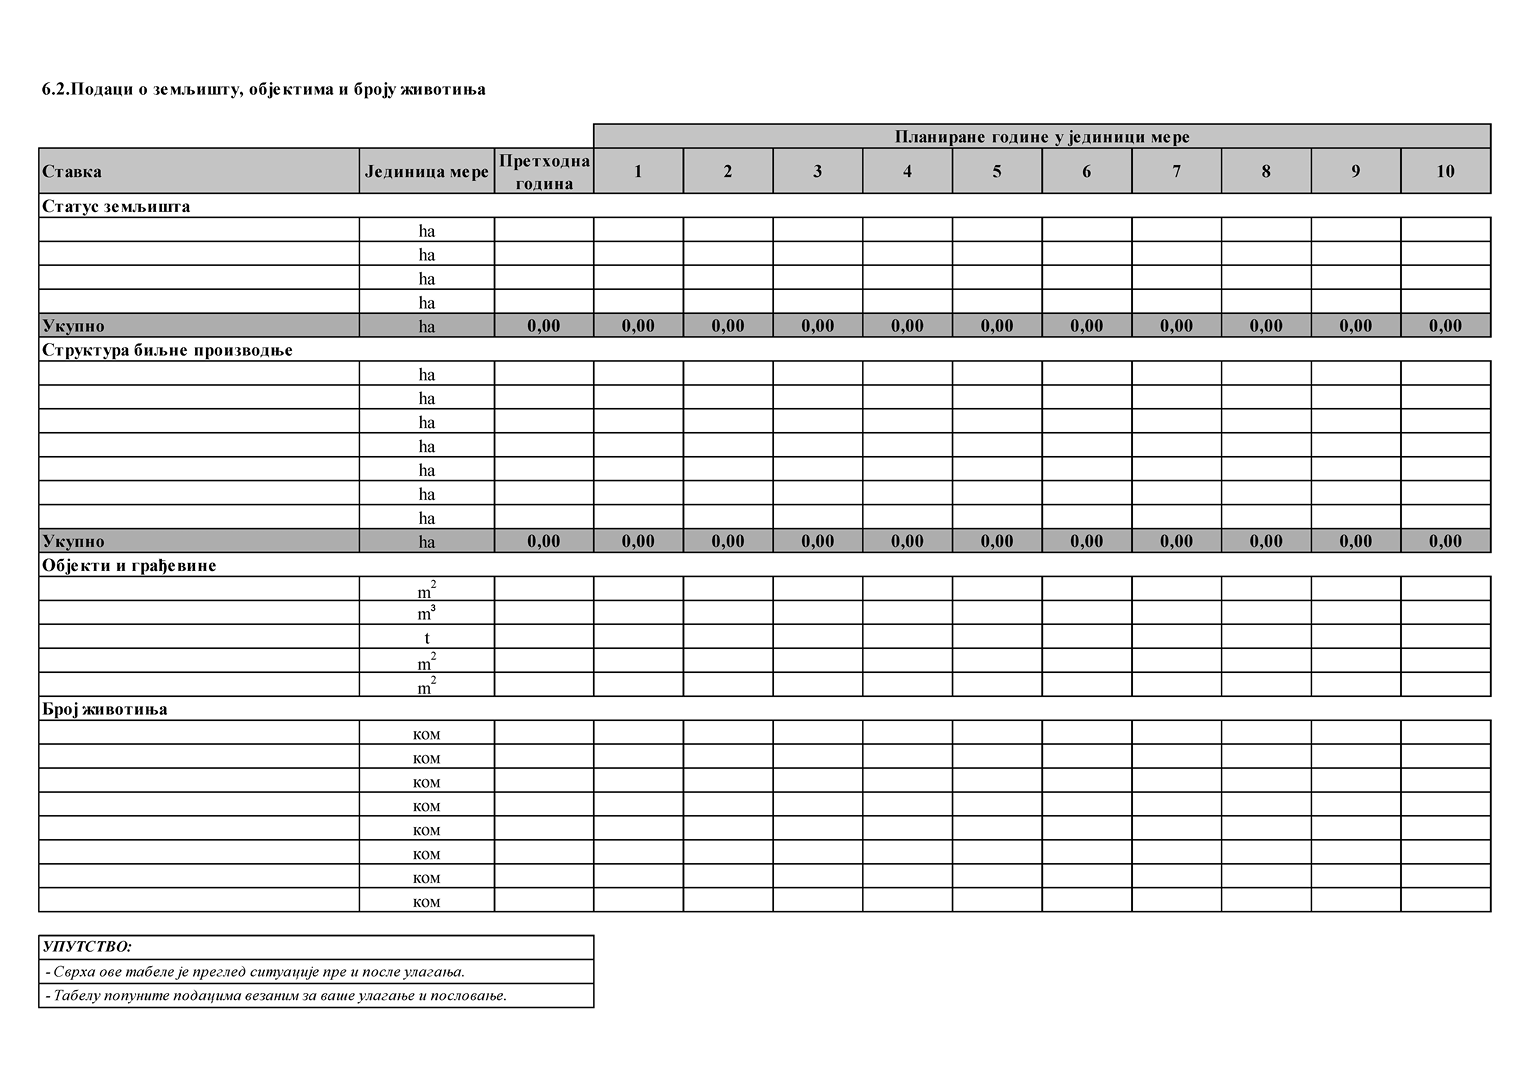 6.2.Подаци о земљишту, објектима и броју животиња
Планиране године у јединици мере
Ставка Јединица мере Претходна година 1 2 3 4 5 6 7 8 9 10
Статус земљишта
ha
ha
ha
ha
Укупно ha 0,00 0,00 0,00 0,00 0,00 0,00 0,00 0,00 0,00 0,00 0,00
Структура биљне производње
ha
ha
ha
ha
ha
ha
ha
Укупно ha 0,00 0,00 0,00 0,00 0,00 0,00 0,00 0,00 0,00 0,00 0,00
Објекти и грађевине
m²
m³
t
m²
m²
Број животиња
ком
ком
ком
ком
ком
ком
ком
ком
УПУТСТВО:
- Сврха ове табеле је преглед ситуације пре и после улагања.
- Табелу попуните подацима везаним за ваше улагање и пословање.